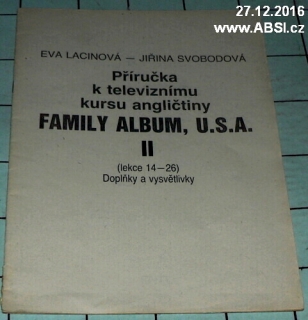 27.12.2016
www.ABSI.cz
EVA LACINOVÁ — JIŘINA SVOBODOVÁ
Příručka
k televiznímu
kursu angličtiny
FAMILY ALBUM, U.S.A.
II
(lekce 14—26)
Doplňky a vysvětlivky